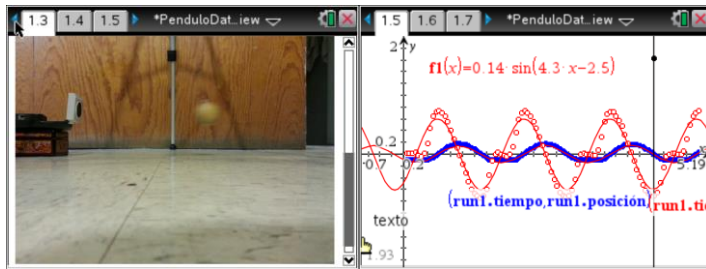 1.3 1.4 1.5 *PenduloDat…iew
1.5 1.6 1.7 *PenduloDat…iew
2 y
f1(x)=0.14·sin(4.3·x−2.5)
0.2
x
-0.7 0.2 5.19
(run1.tiempo,run1.posición)
run1.tie
texto
-1.93